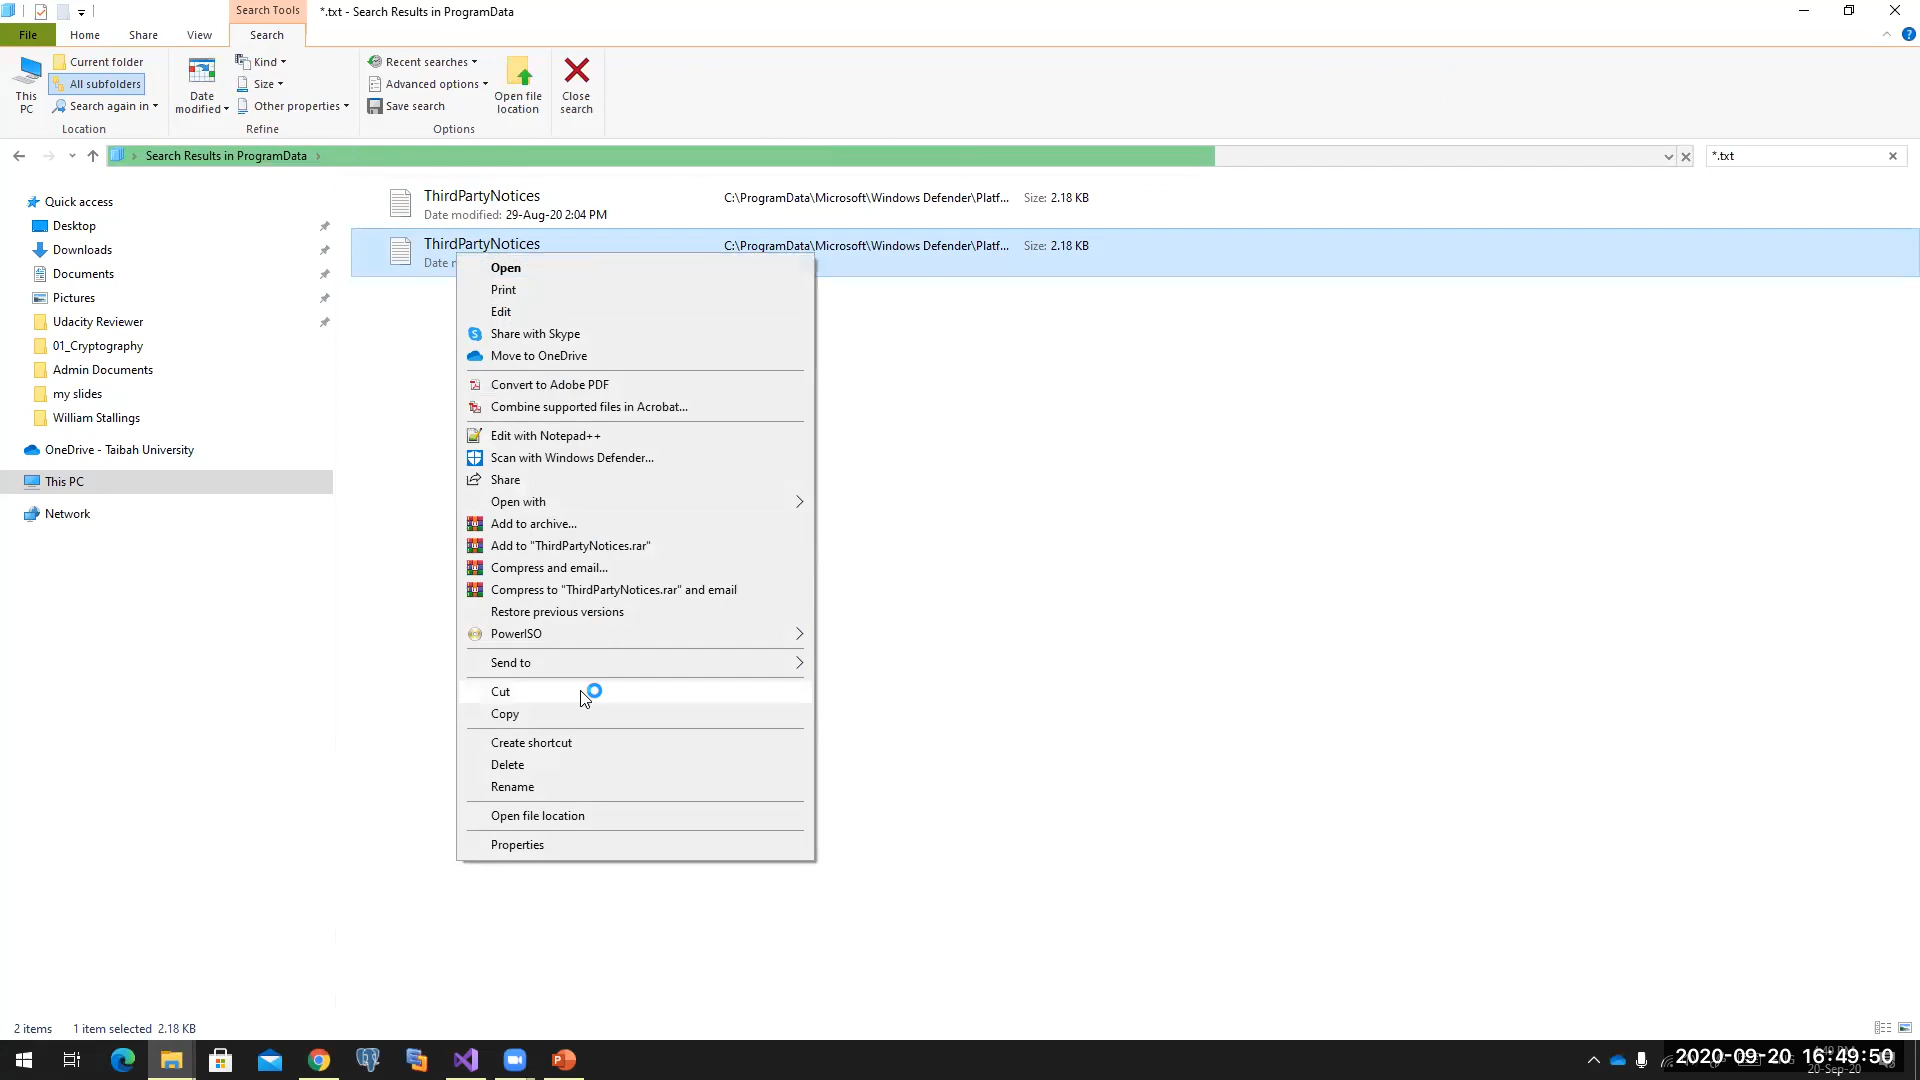 Search Tools
*.txt - Search Results in ProgramData
File
Home
Share
View
Search
This PC
Current folder
All subfolders
Search again in
Location
Date modified
Kind
Size
Other properties
Refine
Recent searches
Advanced options
Save search
Options
Open file location
Close search
Search Results in ProgramData
*.txt
Quick access
Desktop
Downloads
Documents
Pictures
Udacity Reviewer
01_Cryptography
Admin Documents
my slides
William Stallings
OneDrive - Taibah University
This PC
Network
ThirdPartyNotices
C:\ProgramData\Microsoft\Windows Defender\Platf...
Size: 2.18 KB
Date modified: 29-Aug-20 2:04 PM
ThirdPartyNotices
C:\ProgramData\Microsoft\Windows Defender\Platf...
Size: 2.18 KB
Date
Open
Print
Edit
Share with Skype
Move to OneDrive
Convert to Adobe PDF
Combine supported files in Acrobat...
Edit with Notepad++
Scan with Windows Defender...
Share
Open with
Add to archive...
Add to "ThirdPartyNotices.rar"
Compress and email...
Compress to "ThirdPartyNotices.rar" and email
Restore previous versions
PowerISO
Send to
Cut
Copy
Create shortcut
Delete
Rename
Open file location
Properties
2 items
1 item selected 2.18 KB
2020-09-20 16:49:50
20-Sep-20